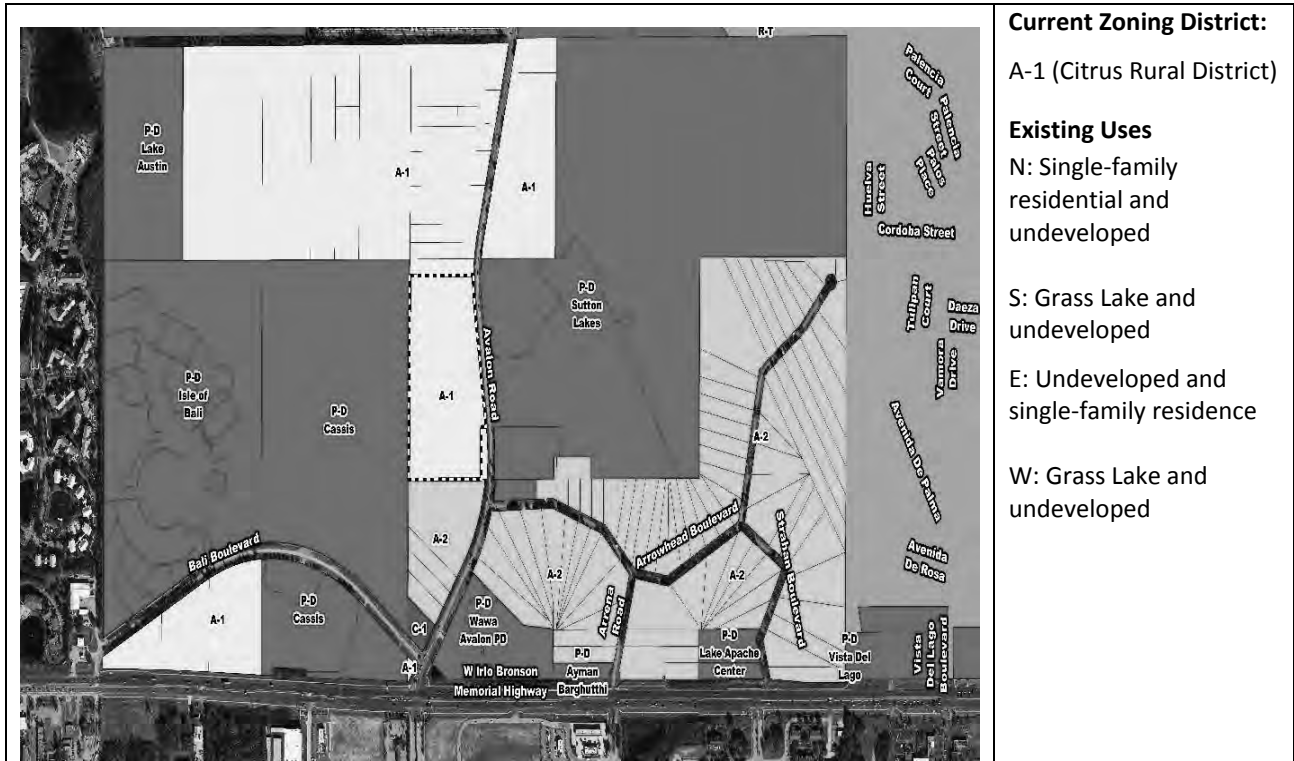 R-T
P-D
Lake
Austin
A-1
A-1
P-D
Isle of
Bali
P-D
Cassis
A-1
Avalon Road
P-D
Sutton
Lakes
A-2
A-2
A-2
A-2
Bali Boulevard
A-1
P-D
Cassis
C-1
A-1
P-D
Wawa
Avalon PD
W Irlo Bronson
Memorial Highway
Arrena
Road
Arrowhead Boulevard
Strahan Boulevard
P-D
Ayman
Barghutthi
P-D
Lake Apache
Center
P-D
Vista Del
Lago
Vista
Del Lago
Boulevard
Palencia
Court
Palencia
Street
Palos
Place
Huelva
Street
Cordoba Street
Tulipan
Court
Daeza
Drive
Vamora
Drive
Avenida De Palma
Avenida
De Rosa
Current Zoning District:
A-1 (Citrus Rural District)
Existing Uses
N: Single-family
residential and
undeveloped
S: Grass Lake and
undeveloped
E: Undeveloped and
single-family residence
W: Grass Lake and
undeveloped